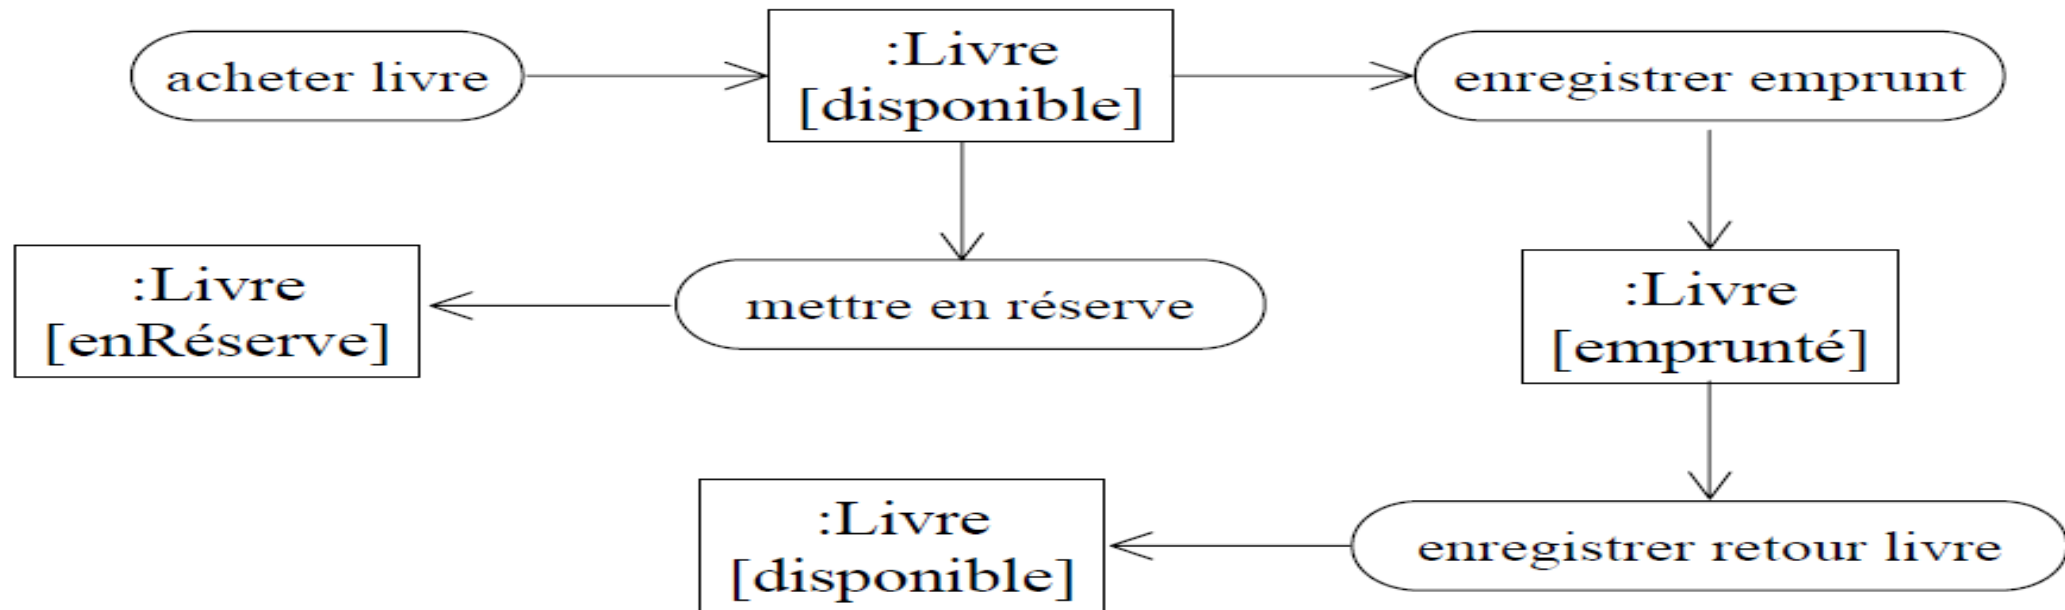 acheter livre
:Livre
[disponible]
enregistrer emprunt
:Livre
[enRéserve]
mettre en réserve
:Livre
[emprunté]
:Livre
[disponible]
enregistrer retour livre